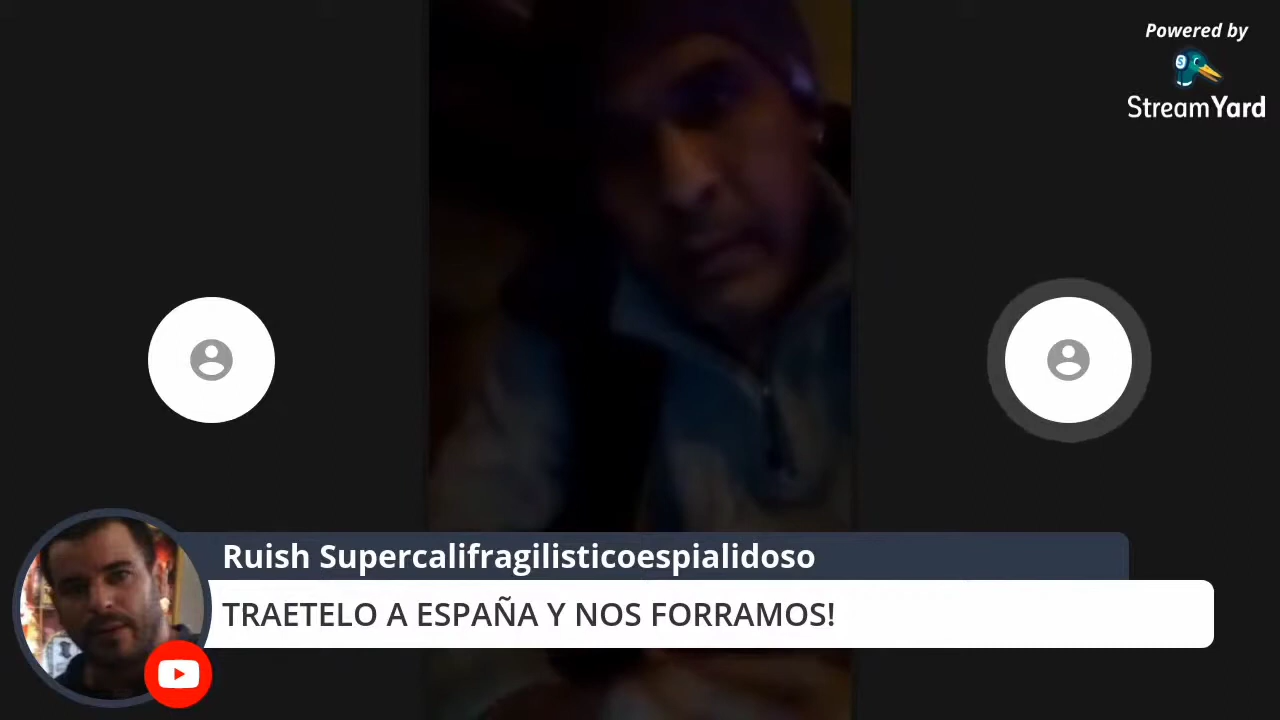 Powered by
StreamYard
Ruish Supercalifragilisticoespialidoso
TRAETELO A ESPAÑA Y NOS FORRAMOS!